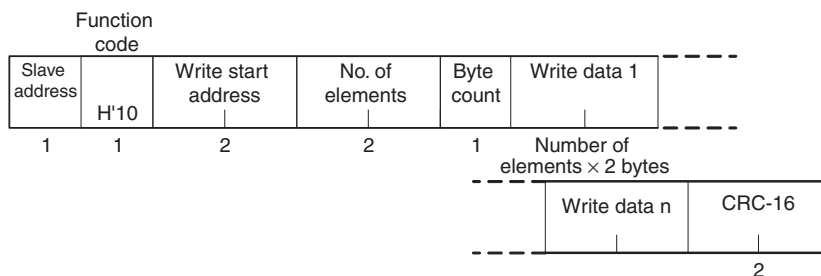 Function
code
Slave
address
H'10
Write start
address
No. of
elements
Byte
count
Write data 1
1
1
2
2
1
Number of
elements × 2 bytes
Write data n
CRC-16
2